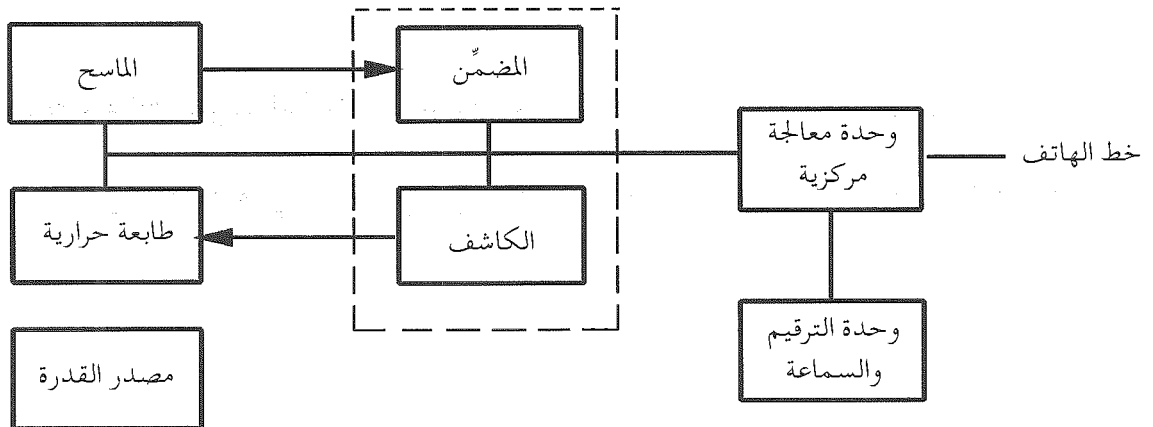 الماسح
المضمِّن
وحدة معالجة
مركزية
خط الهاتف
طابعة حرارية
الكاشف
وحدة الترقيم
والسماعة
مصدر القدرة